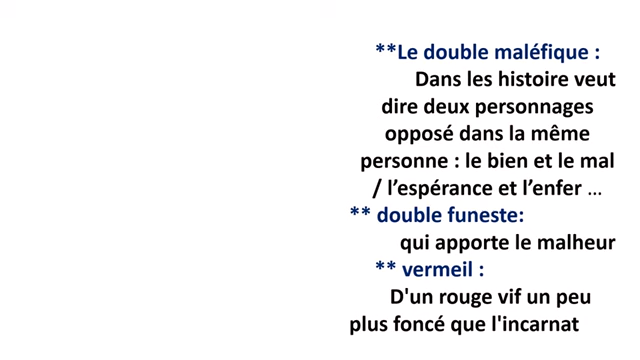 **Le double maléfique :
Dans les histoire veut
dire deux personnages
opposé dans la même
personne : le bien et le mal
/ l’espérance et l’enfer ...
** double funeste:
qui apporte le malheur
** vermeil :
D'un rouge vif un peu
plus foncé que l'incarnat